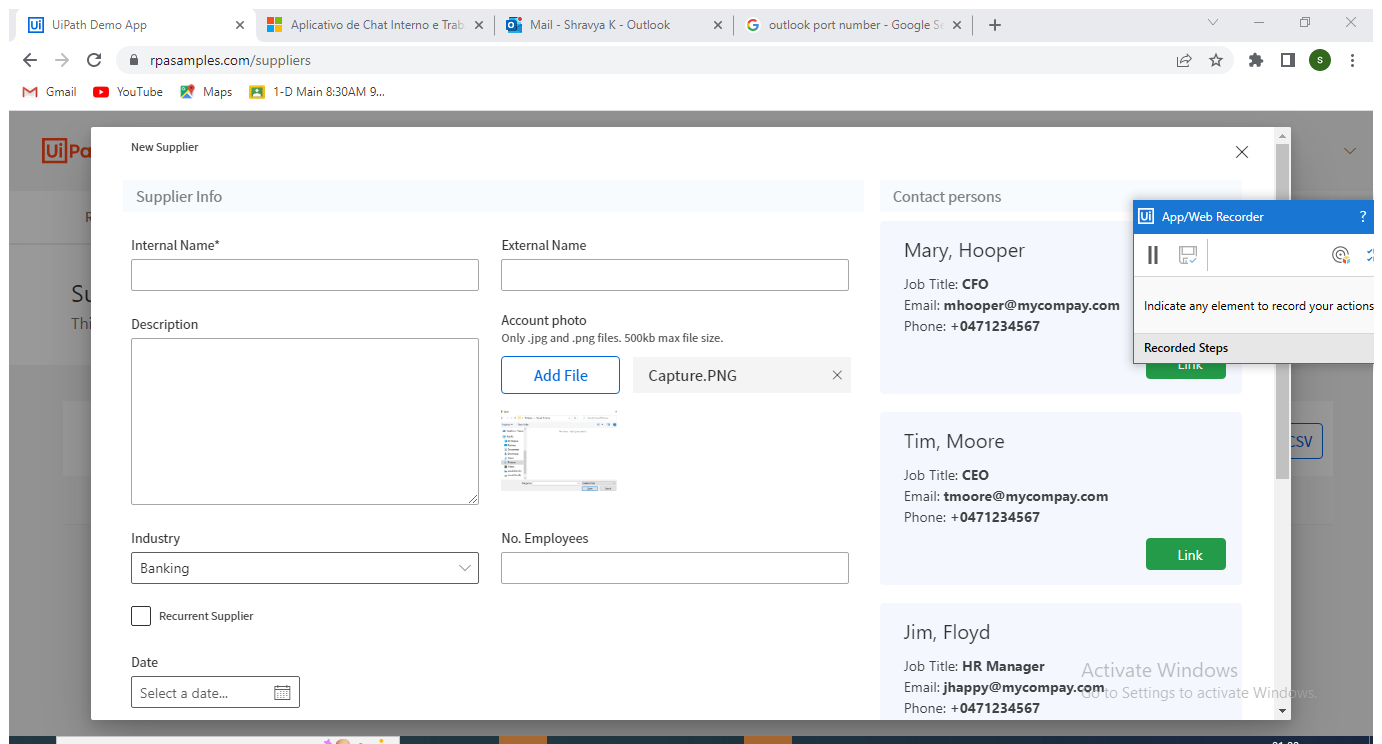 UiPath Demo App
Aplicativo de Chat Interno e Trab
Mail - Shravya K - Outlook
outlook port number - Google Se
rpasamples.com/suppliers
S
Gmail
YouTube
Maps
1-D Main 8:30AM 9...
Ui Pa
New Supplier
Supplier Info
Internal Name*
External Name
Description
Account photo
Only .jpg and .png files. 500kb max file size.
Add File
Capture.PNG
Industry
Banking
No. Employees
Recurrent Supplier
Date
Select a date...
Contact persons
Mary, Hooper
Job Title: CFO
Email: mhooper@mycompay.com
Phone: +0471234567
Link
Tim, Moore
Job Title: CEO
Email: tmoore@mycompay.com
Phone: +0471234567
Link
Jim, Floyd
Job Title: HR Manager
Email: jhappy@mycompay.com
Phone: +0471234567
Ui App/Web Recorder ?
Indicate any element to record your actions
Recorded Steps
Su
Thi
CSV
Activate Windows
Go to Settings to activate Windows.